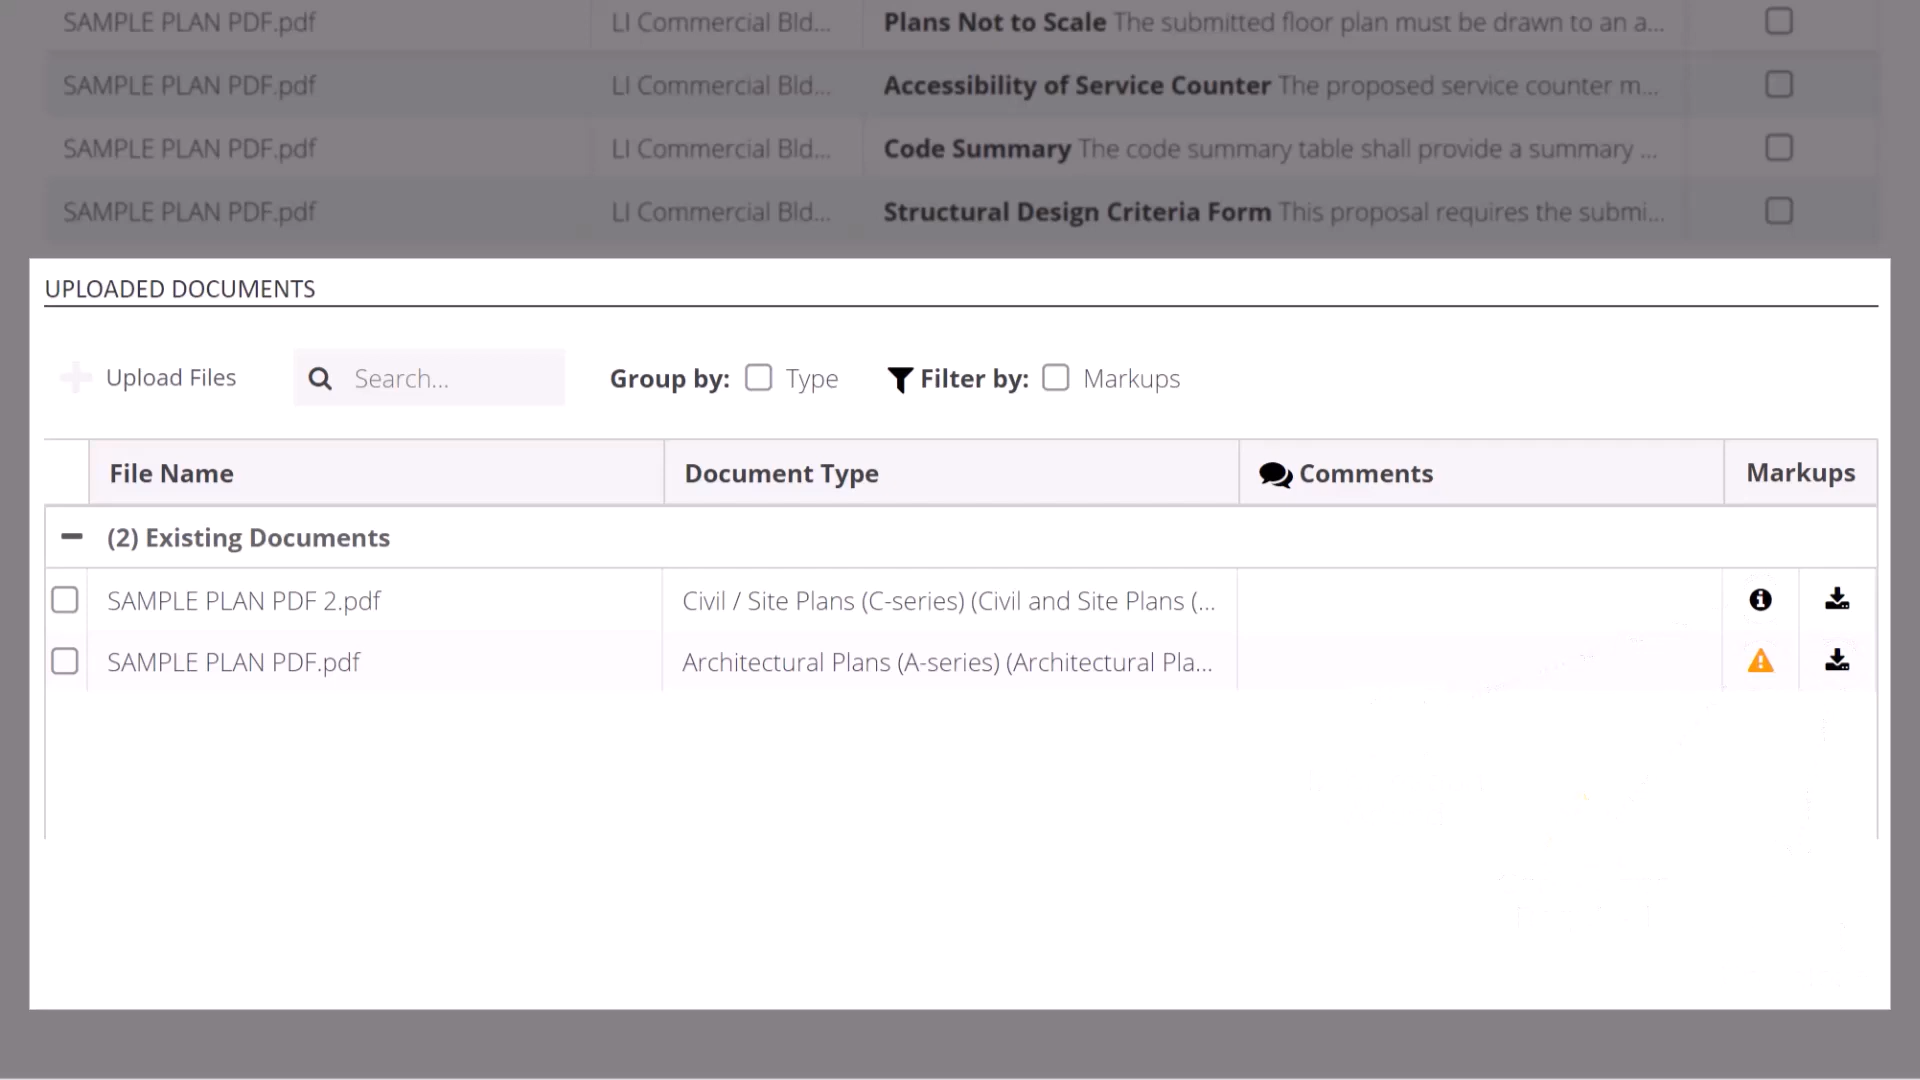 SAMPLE PLAN PDF.pdf LI Commercial Bld... Plans Not to Scale The submitted floor plan must be drawn to an a...
SAMPLE PLAN PDF.pdf LI Commercial Bld... Accessibility of Service Counter The proposed service counter m...
SAMPLE PLAN PDF.pdf LI Commercial Bld... Code Summary The code summary table shall provide a summary ...
SAMPLE PLAN PDF.pdf LI Commercial Bld... Structural Design Criteria Form This proposal requires the submi...
UPLOADED DOCUMENTS
Upload Files Search... Group by: Type Filter by: Markups
File Name Document Type Comments Markups
(2) Existing Documents
SAMPLE PLAN PDF 2.pdf Civil / Site Plans (C-series) (Civil and Site Plans (...
SAMPLE PLAN PDF.pdf Architectural Plans (A-series) (Architectural Pla...